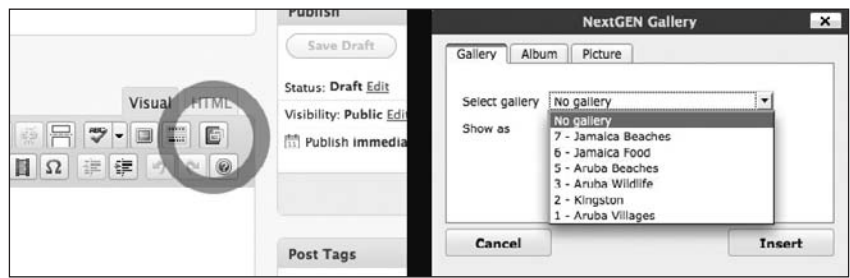 Publish
Save Draft
Status: Draft Edit
Visual HTML
Visibility: Public Edit
Publish immedia
ABC
Ω
Post Tags
NextGEN Gallery
X
Gallery Album Picture
Select gallery No gallery
Show as
No gallery
7 - Jamaica Beaches
6 - Jamaica Food
5 - Aruba Beaches
3 - Aruba Wildlife
2 - Kingston
1 - Aruba Villages
Cancel Insert